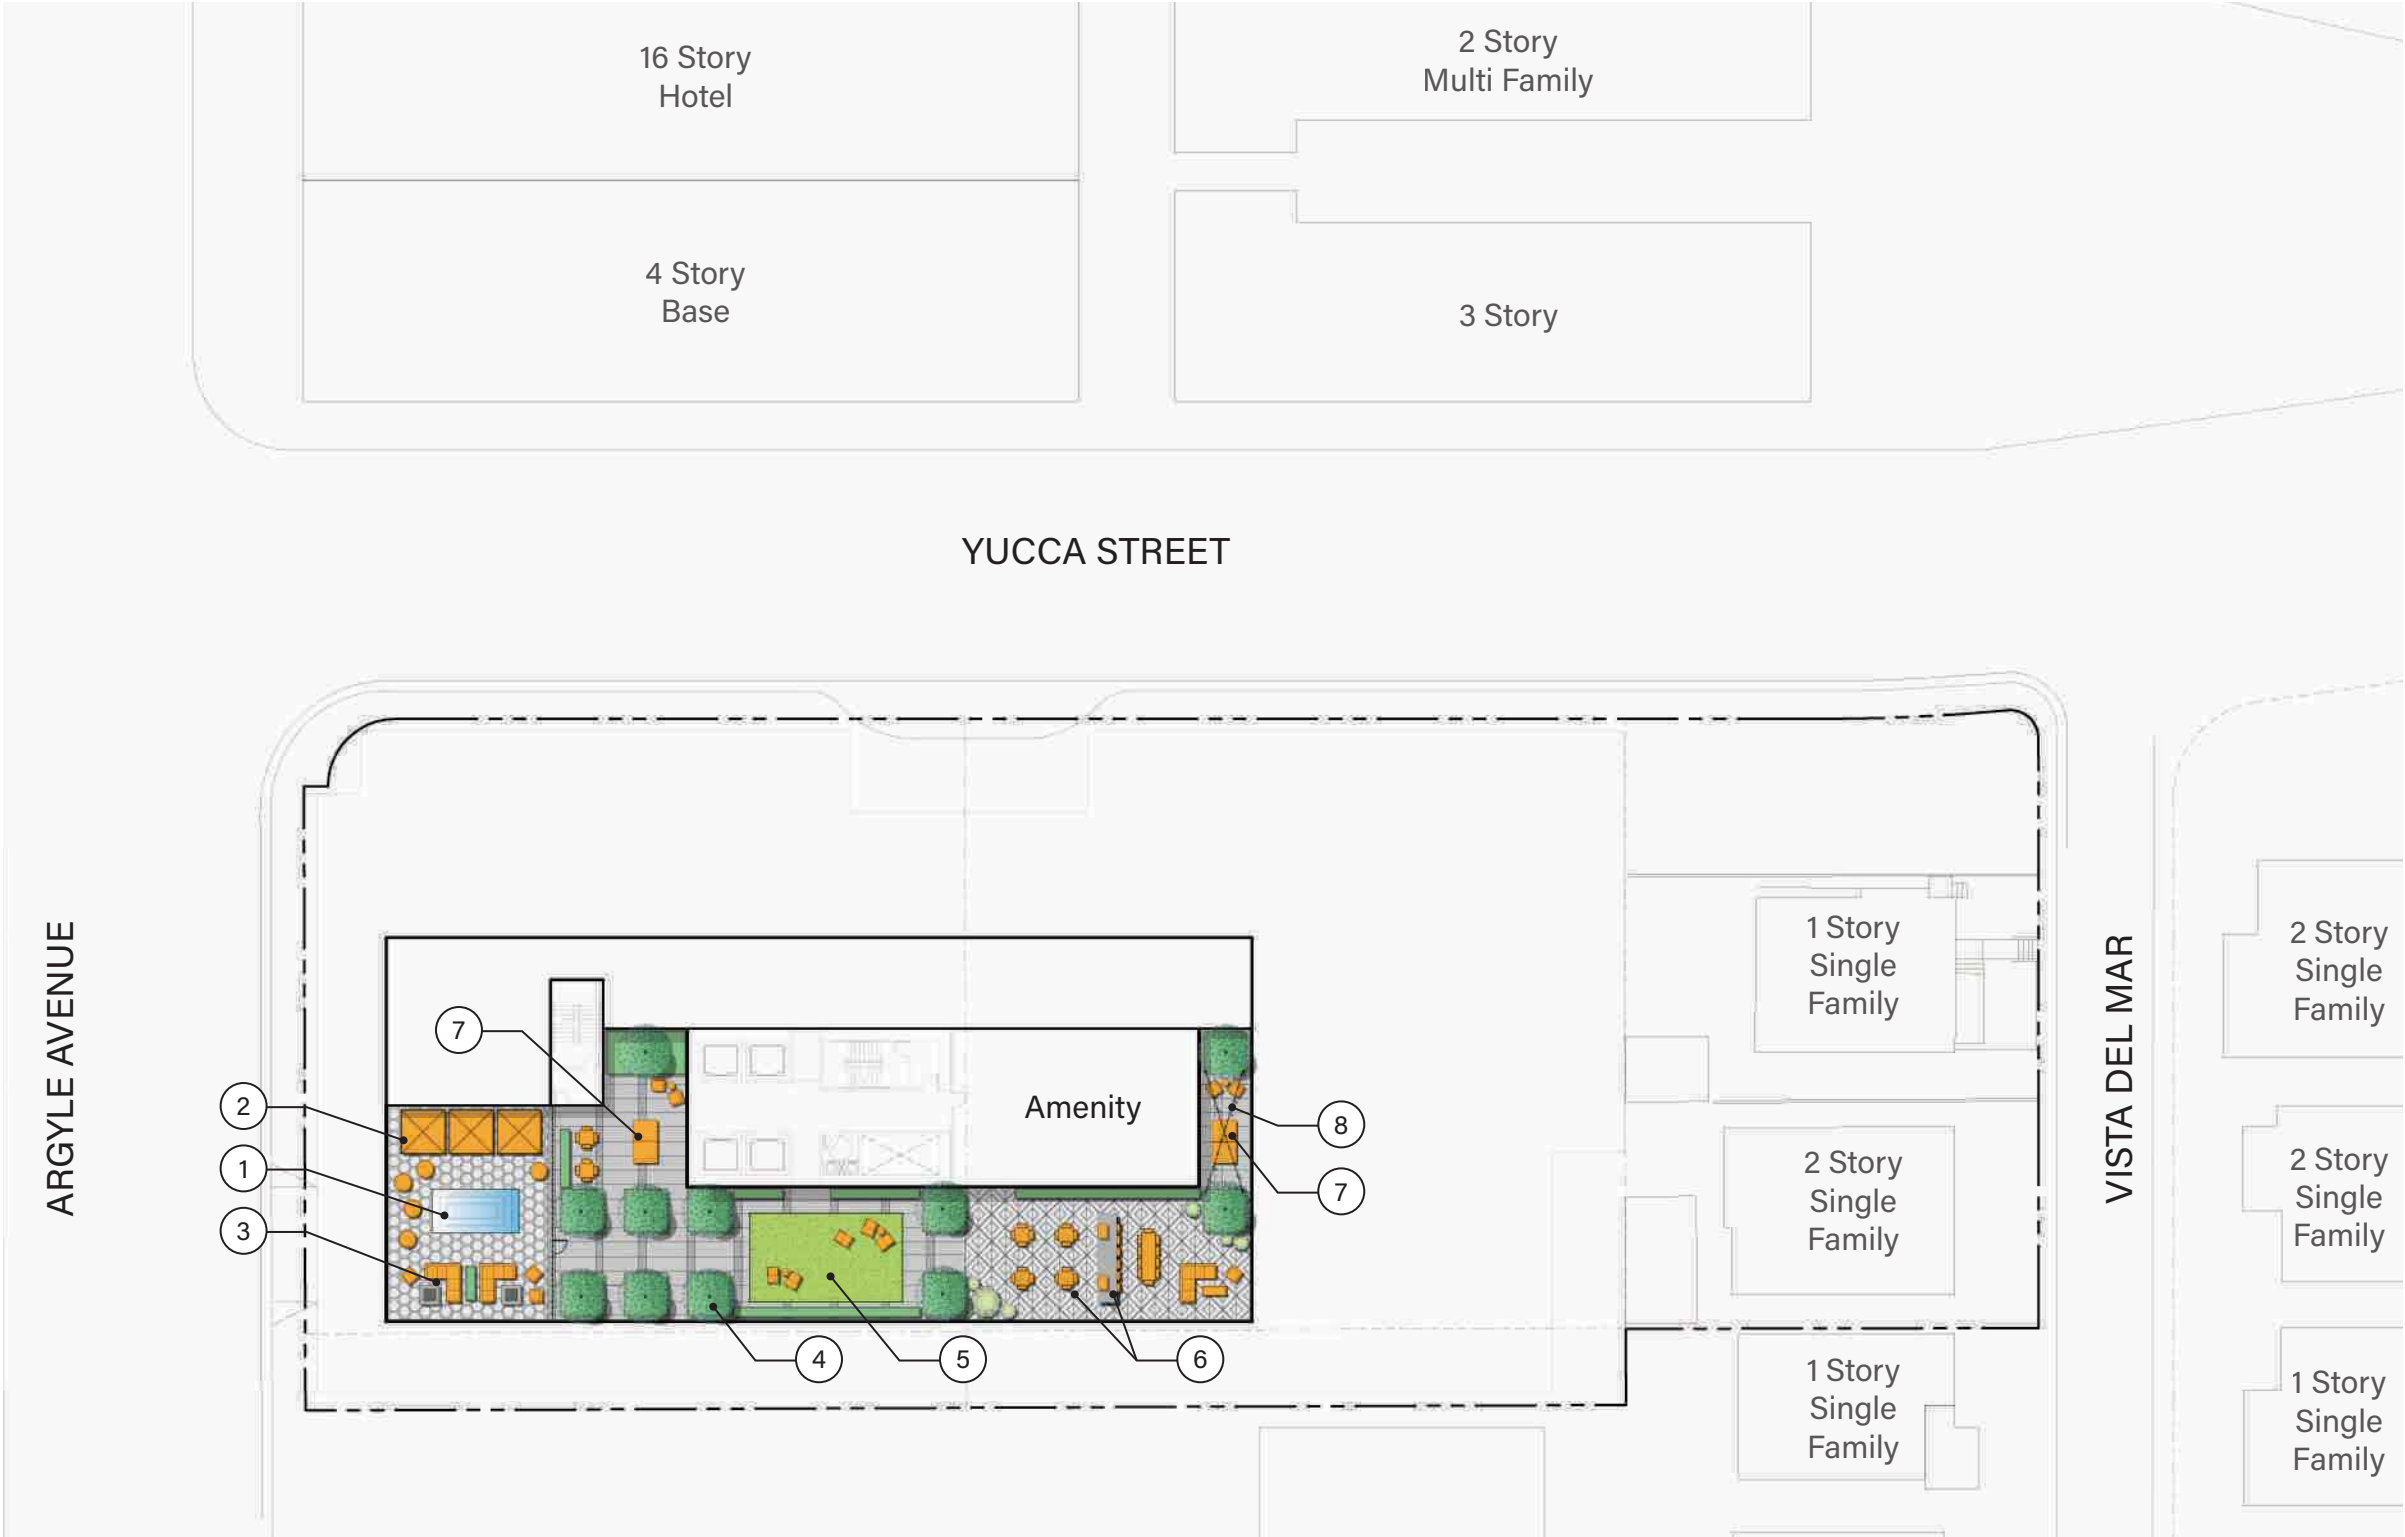 16 Story
Hotel
2 Story
Multi Family
4 Story
Base
3 Story
YUCCA STREET
ARGYLE AVENUE
VISTA DEL MAR
1 Story
Single
Family
2 Story
Single
Family
7
Amenity
2
8
1
7
3
2 Story
Single
Family
2 Story
Single
Family
4
5
6
1 Story
Single
Family
1 Story
Single
Family